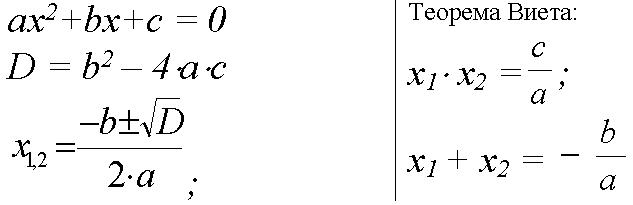 ax²+bx+c = 0
D = b² – 4·a·c
x₁,₂ = (–b±√D)/(2·a) ;
Теорема Виета:
x₁ · x₂ = c/a ;
x₁ + x₂ = – b/a